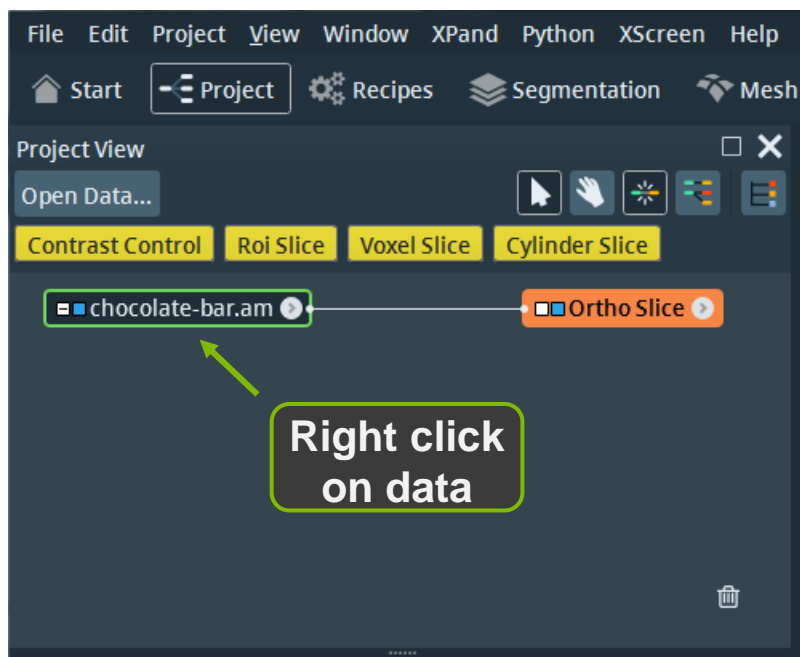 File Edit Project View Window XPand Python XScreen Help
Start Project Recipes Segmentation Mesh
Project View
Open Data...
Contrast Control Roi Slice Voxel Slice Cylinder Slice
chocolate-bar.am Ortho Slice
Right click
on data